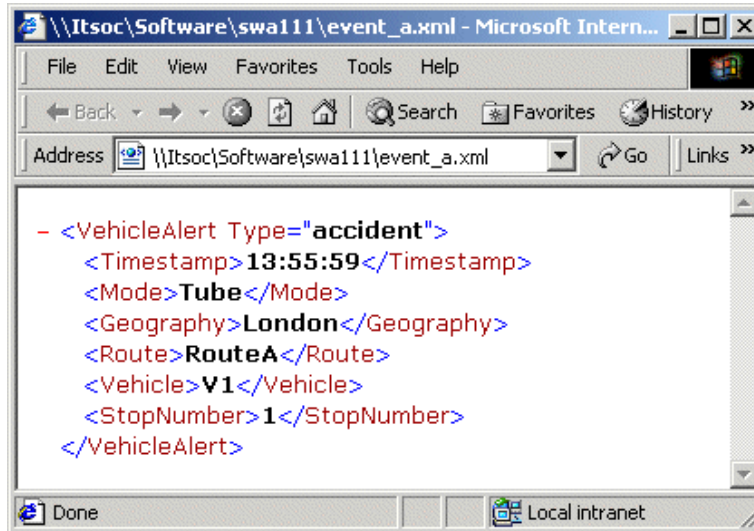 \\Itsoc\Software\swa111\event_a.xml - Microsoft Intern...
File Edit View Favorites Tools Help
Back Search Favorites History »
Address \\Itsoc\Software\swa111\event_a.xml Go Links »
- <VehicleAlert Type="accident">
<Timestamp>13:55:59</Timestamp>
<Mode>Tube</Mode>
<Geography>London</Geography>
<Route>RouteA</Route>
<Vehicle>V1</Vehicle>
<StopNumber>1</StopNumber>
</VehicleAlert>
Done Local intranet